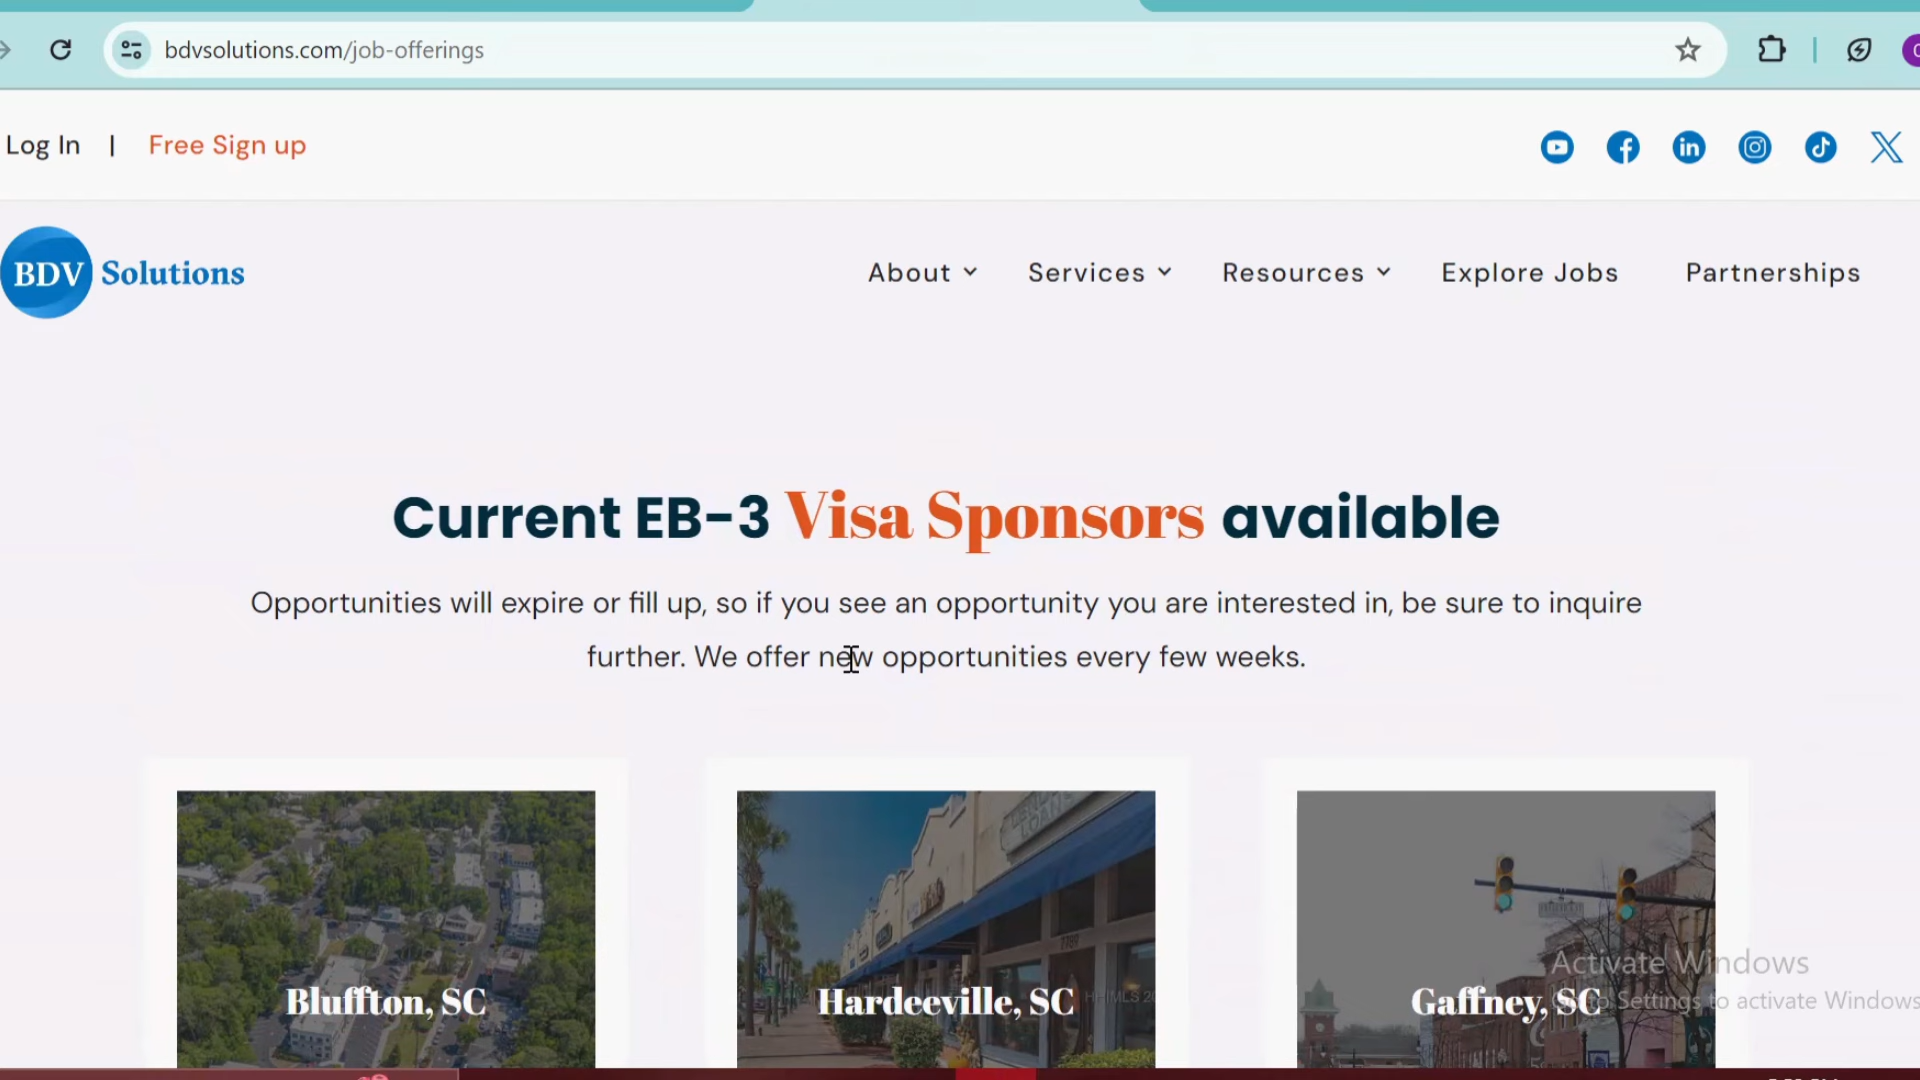 bdvsolutions.com/job-offerings
Log In | Free Sign up
BDV Solutions
About
Services
Resources
Explore Jobs
Partnerships
Current EB-3 Visa Sponsors available
Opportunities will expire or fill up, so if you see an opportunity you are interested in, be sure to inquire
further. We offer new opportunities every few weeks.
Bluffton, SC
Hardeeville, SC
Gaffney, SC
Activate Windows
Settings to activate Windows